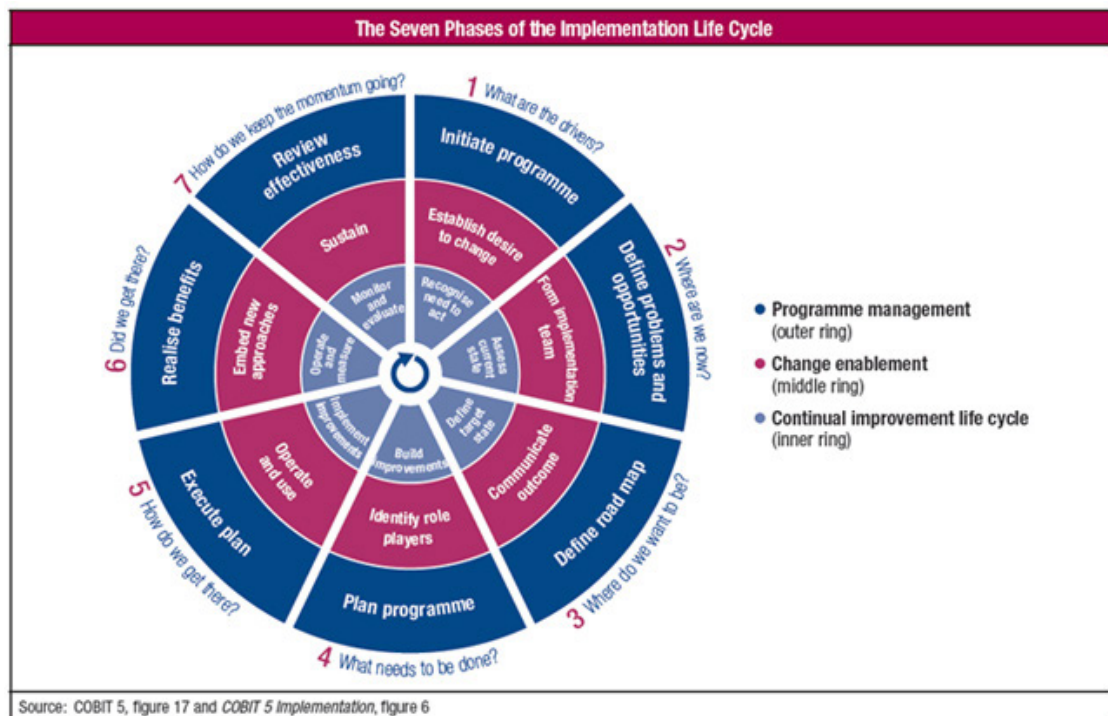 The Seven Phases of the Implementation Life Cycle
1 What are the drivers?
Initiate programme
Establish desire
to change
Recognise
need to
act
2 Where are we now?
Define problems and
opportunities
Form implementation
team
Assess
current
state
3 Where do we want to be?
Define road map
Communicate
outcome
Define
target
state
4 What needs to be done?
Plan programme
Identify role
players
Build
improvements
5 How do we get there?
Execute plan
Operate
and use
Implement
improvements
6 Did we get there?
Realise benefits
Embed new
approaches
Operate
and
measure
7 How do we keep the momentum going?
Review
effectiveness
Sustain
Monitor
and
evaluate
Programme management
(outer ring)
Change enablement
(middle ring)
Continual improvement life cycle
(inner ring)
Source: COBIT 5, figure 17 and COBIT 5 Implementation, figure 6